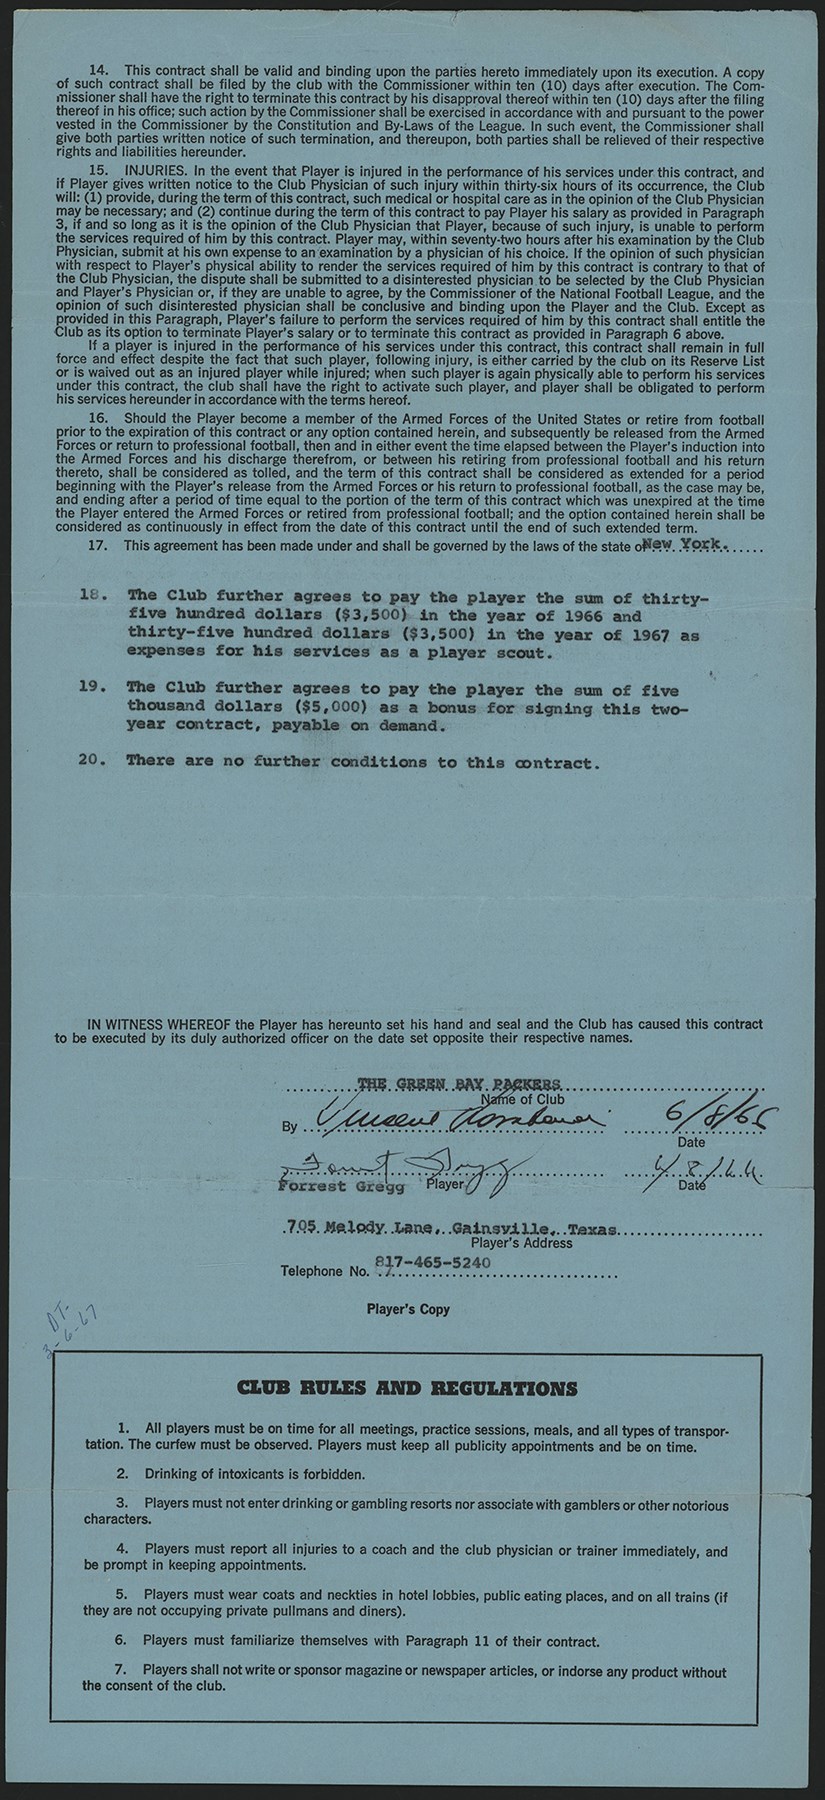 14. This contract shall be valid and binding upon the parties hereto immediately upon its execution. A copy
of such contract shall be filed by the club with the Commissioner within ten (10) days after execution. The Com-
missioner shall have the right to terminate this contract by his disapproval thereof within ten (10) days after the filing
thereof in his office; such action by the Commissioner shall be exercised in accordance with and pursuant to the power
vested in the Commissioner by the Constitution and By-Laws of the League. In such event, the Commissioner shall
give both parties written notice of such termination, and thereupon, both parties shall be relieved of their respective
rights and liabilities hereunder.
15. INJURIES. In the event that Player is injured in the performance of his services under this contract, and
if Player gives written notice to the Club Physician of such injury within thirty-six hours of its occurrence, the Club
will: (1) provide, during the term of this contract, such medical or hospital care as in the opinion of the Club Physician
may be necessary; and (2) continue during the term of this contract to pay Player his salary as provided in Paragraph
3, if and so long as it is the opinion of the Club Physician that Player, because of such injury, is unable to perform
the services required of him by this contract. Player may, within seventy-two hours after his examination by the Club
Physician, submit at his own expense to an examination by a physician of his choice. If the opinion of such physician
with respect to Player's physical ability to render the services required of him by this contract is contrary to that of
the Club Physician, the dispute shall be submitted to a disinterested physician to be selected by the Club Physician
and Player's Physician or, if they are unable to agree, by the Commissioner of the National Football League, and the
opinion of such disinterested physician shall be conclusive and binding upon the Player and the Club. Except as
provided in this Paragraph, Player's failure to perform the services required of him by this contract shall entitle the
Club as its option to terminate Player's salary or to terminate this contract as provided in Paragraph 6 above.
If a player is injured in the performance of his services under this contract, this contract shall remain in full
force and effect despite the fact that such player, following injury, is either carried by the club on its Reserve List
or is waived out as an injured player while injured; when such player is again physically able to perform his services
under this contract, the club shall have the right to activate such player, and player shall be obligated to perform
his services hereunder in accordance with the terms hereof.
16. Should the Player become a member of the Armed Forces of the United States or retire from football
prior to the expiration of this contract or any option contained herein, and subsequently be released from the Armed
Forces or return to professional football, then and in either event the time elapsed between the Player's induction into
the Armed Forces and his discharge therefrom, or between his retiring from professional football and his return
thereto, shall be considered as tolled, and the term of this contract shall be considered as extended for a period
beginning with the Player's release from the Armed Forces or his return to professional football, as the case may be,
and ending after a period of time equal to the portion of the term of this contract which was unexpired at the time
the Player entered the Armed Forces or retired from professional football; and the option contained herein shall be
considered as continuously in effect from the date of this contract until the end of such extended term.
17. This agreement has been made under and shall be governed by the laws of the state of New York.
18. The Club further agrees to pay the player the sum of thirty-
five hundred dollars ($3,500) in the year of 1966 and
thirty-five hundred dollars ($3,500) in the year of 1967 as
expenses for his services as a player scout.
19. The Club further agrees to pay the player the sum of five
thousand dollars ($5,000) as a bonus for signing this two-
year contract, payable on demand.
20. There are no further conditions to this contract.
IN WITNESS WHEREOF the Player has hereunto set his hand and seal and the Club has caused this contract
to be executed by its duly authorized officer on the date set opposite their respective names.
THE GREEN BAY PACKERS
Name of Club
By Vincent Lombardi 6/8/66
Date
Forrest Gregg 6/8/66
Forrest Gregg Player Date
705 Melody Lane, Gainsville, Texas
Player's Address
Telephone No. 817-465-5240
Player's Copy
DT-
3-6-67
CLUB RULES AND REGULATIONS
1. All players must be on time for all meetings, practice sessions, meals, and all types of transpor-
tation. The curfew must be observed. Players must keep all publicity appointments and be on time.
2. Drinking of intoxicants is forbidden.
3. Players must not enter drinking or gambling resorts nor associate with gamblers or other notorious
characters.
4. Players must report all injuries to a coach and the club physician or trainer immediately, and
be prompt in keeping appointments.
5. Players must wear coats and neckties in hotel lobbies, public eating places, and on all trains (if
they are not occupying private pullmans and diners).
6. Players must familiarize themselves with Paragraph 11 of their contract.
7. Players shall not write or sponsor magazine or newspaper articles, or indorse any product without
the consent of the club.